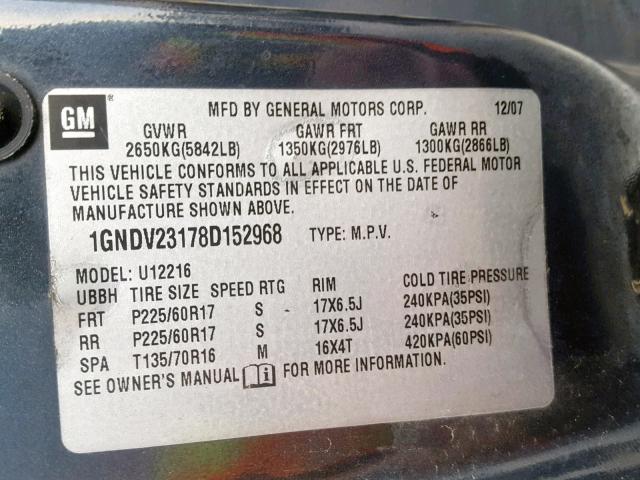 GM ® MFD BY GENERAL MOTORS CORP. 12/07
GVWR GAWR FRT GAWR RR
2650KG(5842LB) 1350KG(2976LB) 1300KG(2866LB)
THIS VEHICLE CONFORMS TO ALL APPLICABLE U.S. FEDERAL MOTOR
VEHICLE SAFETY STANDARDS IN EFFECT ON THE DATE OF
MANUFACTURE SHOWN ABOVE.
1GNDV23178D152968 TYPE: M.P.V.
MODEL: U12216
UBBH TIRE SIZE SPEED RTG RIM COLD TIRE PRESSURE
FRT P225/60R17 S 17X6.5J 240KPA(35PSI)
RR P225/60R17 S 17X6.5J 240KPA(35PSI)
SPA T135/70R16 M 16X4T 420KPA(60PSI)
SEE OWNER'S MANUAL i FOR MORE INFORMATION.